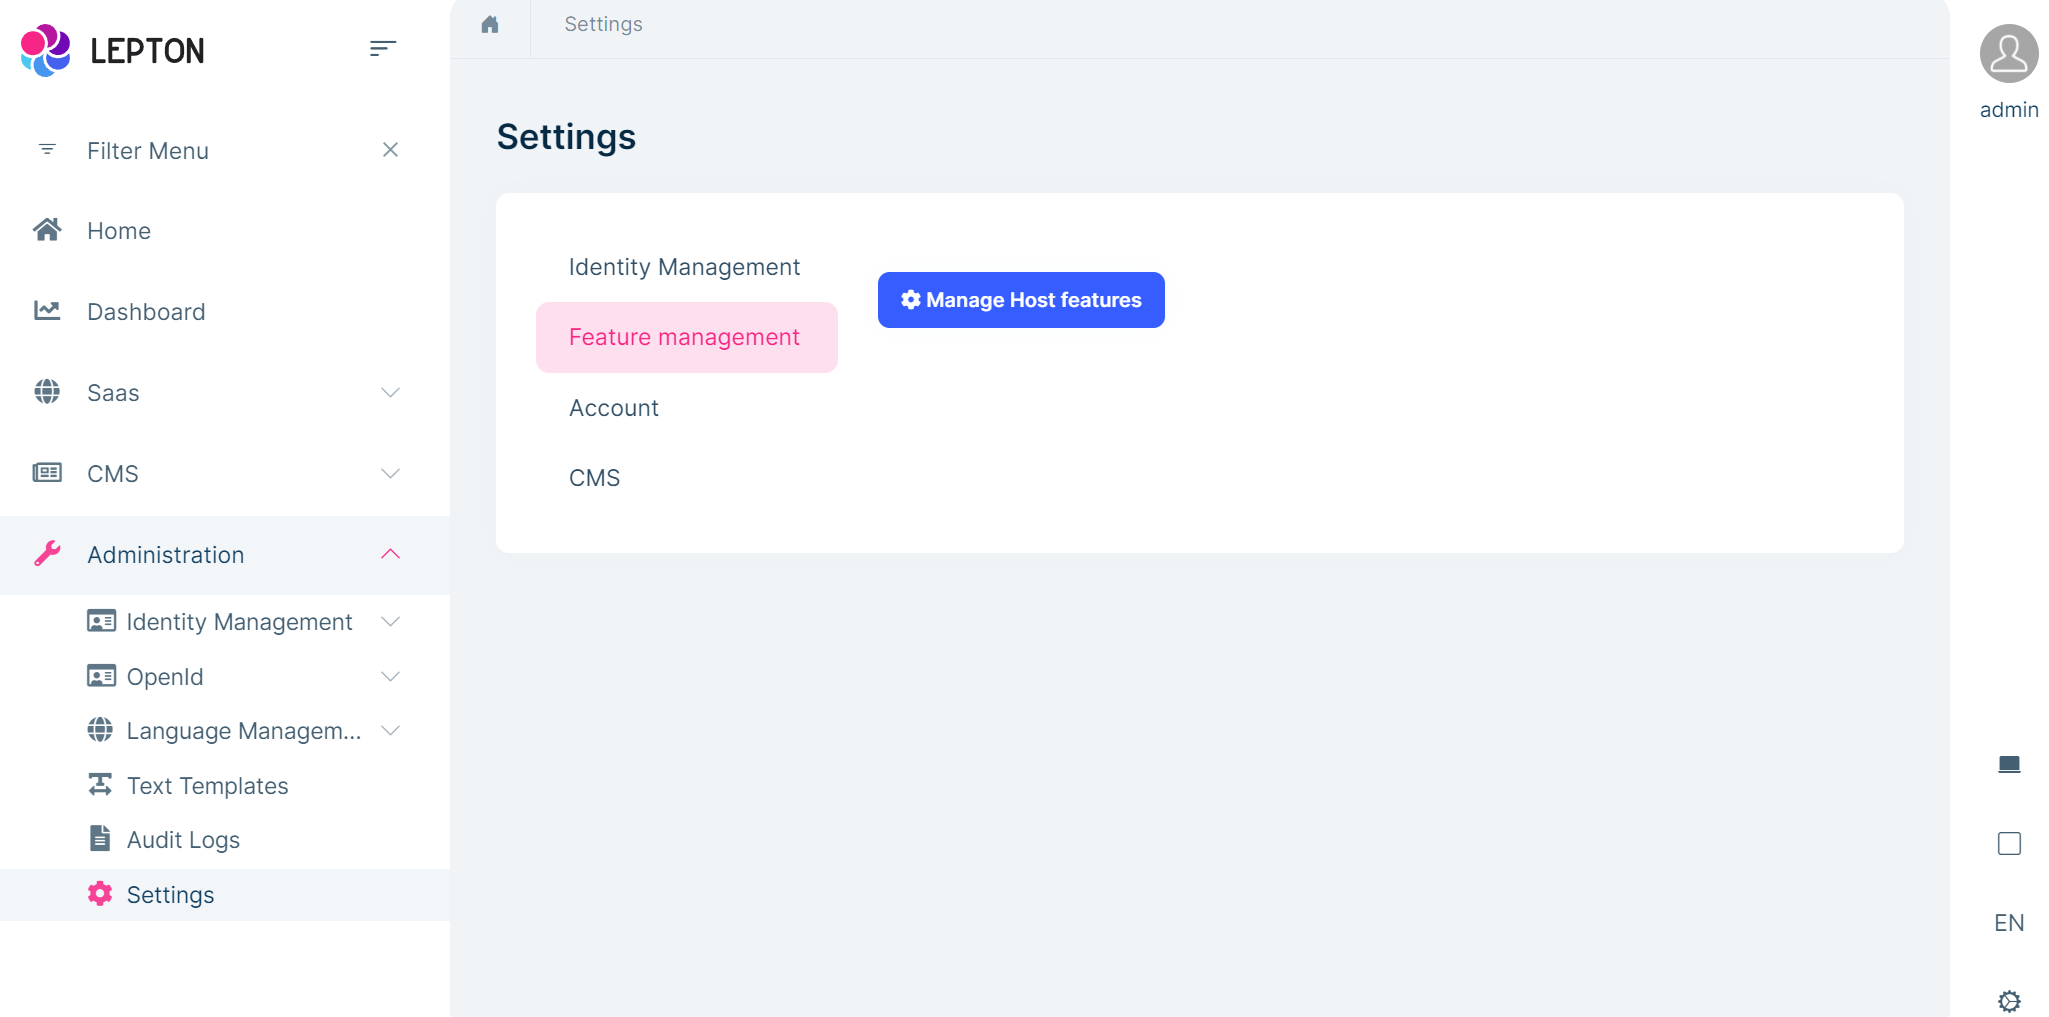 LEPTON
Filter Menu
Home
Dashboard
Saas
CMS
Administration
Identity Management
OpenId
Language Managem...
Text Templates
Audit Logs
Settings
Settings
Settings
Identity Management
Feature management
Account
CMS
Manage Host features
admin
EN